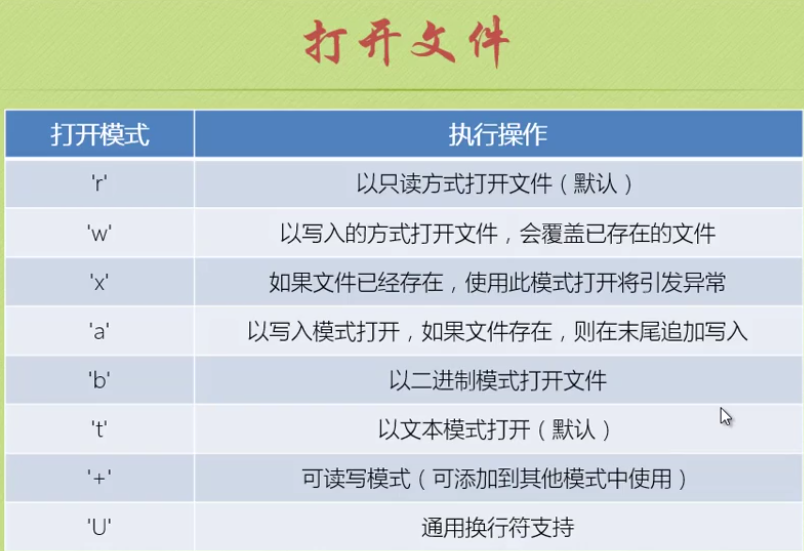 打开文件
打开模式 执行操作
'r' 以只读方式打开文件（默认）
'w' 以写入的方式打开文件，会覆盖已存在的文件
'x' 如果文件已经存在，使用此模式打开将引发异常
'a' 以写入模式打开，如果文件存在，则在末尾追加写入
'b' 以二进制模式打开文件
't' 以文本模式打开（默认）
'+' 可读写模式（可添加到其他模式中使用）
'U' 通用换行符支持